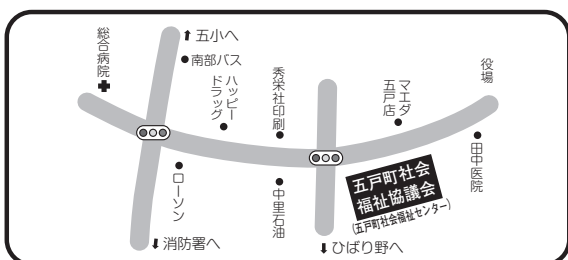 総合病院
⬆五小へ
南部バス
ハッピー
ドラッグ
秀栄社印刷
マエダ
五戸店
役場
ローソン
中里石油
田中医院
五戸町社会
福祉協議会
(五戸町社会福祉センター)
⬇消防署へ
⬇ひばり野へ